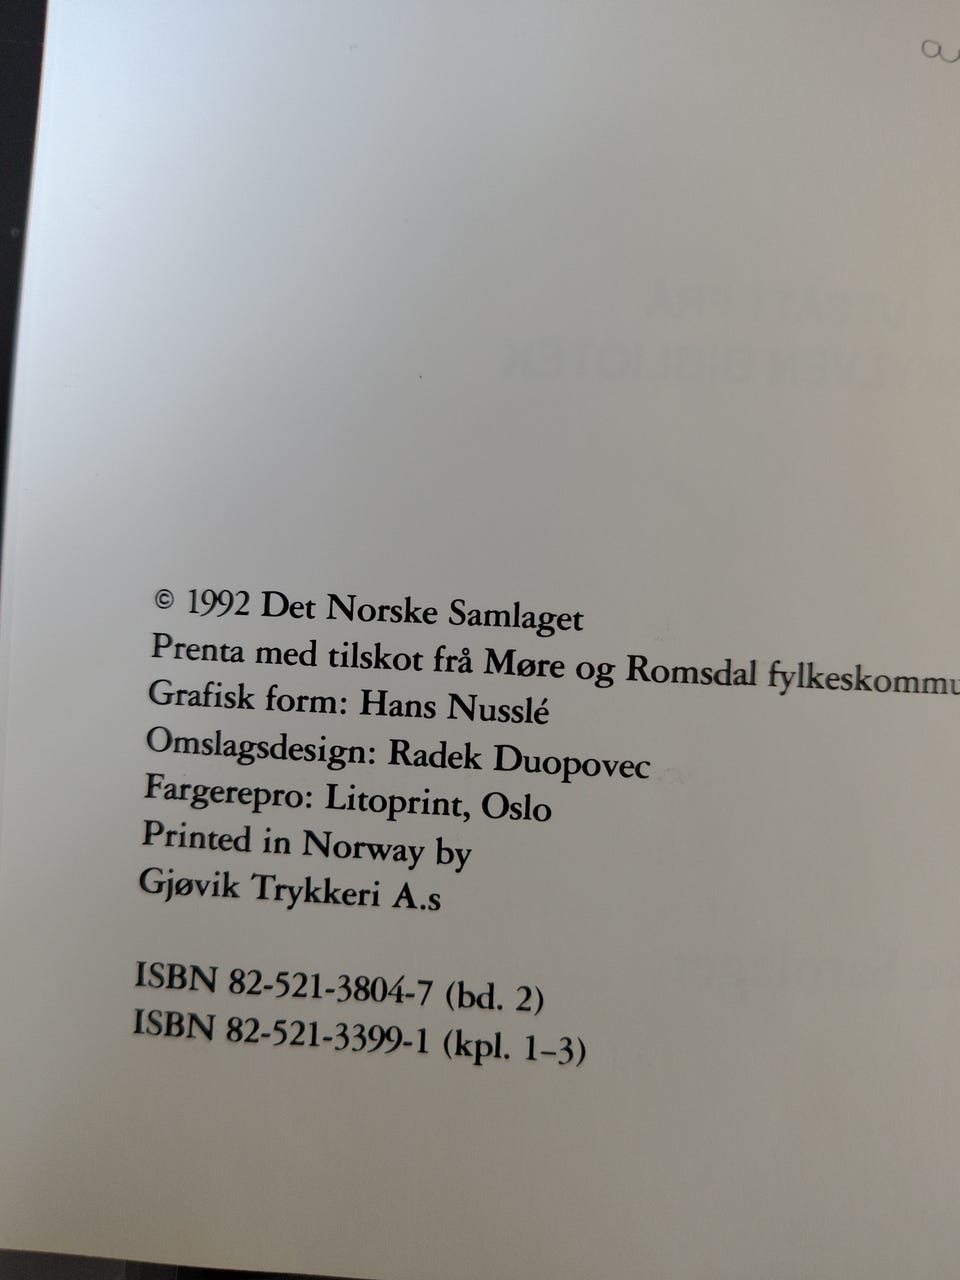 © 1992 Det Norske Samlaget
Prenta med tilskot frå Møre og Romsdal fylkeskommu
Grafisk form: Hans Nusslé
Omslagsdesign: Radek Duopovec
Fargerepro: Litoprint, Oslo
Printed in Norway by
Gjøvik Trykkeri A.s
ISBN 82-521-3804-7 (bd. 2)
ISBN 82-521-3399-1 (kpl. 1–3)